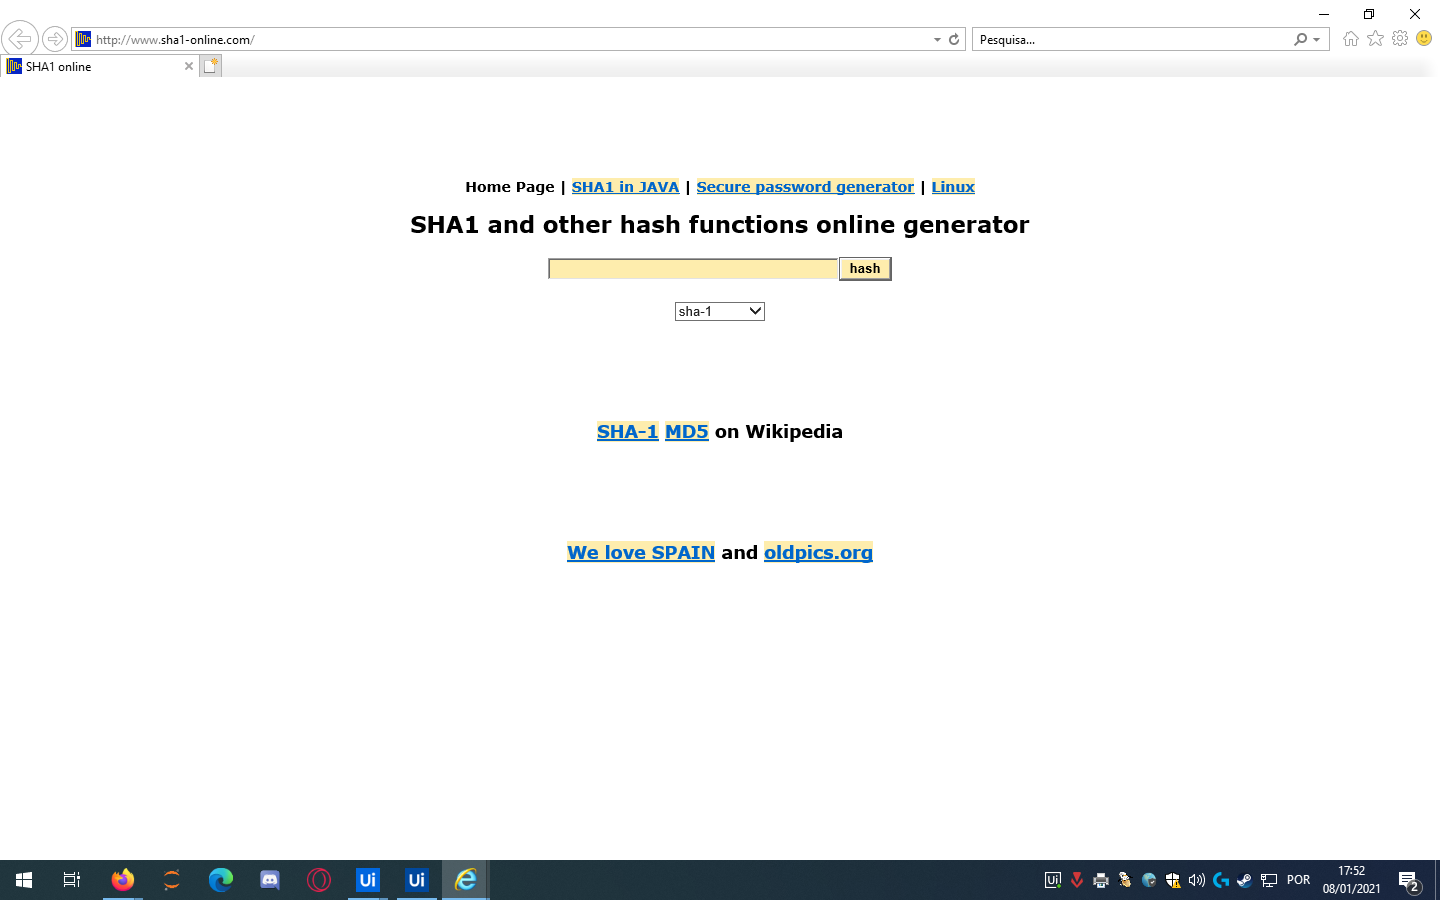 http://www.sha1-online.com/
Pesquisa...
SHA1 online
Home Page | SHA1 in JAVA | Secure password generator | Linux
SHA1 and other hash functions online generator
hash
sha-1
SHA-1 MD5 on Wikipedia
We love SPAIN and oldpics.org
Ui
Ui
Ui
POR
17:52
08/01/2021
2